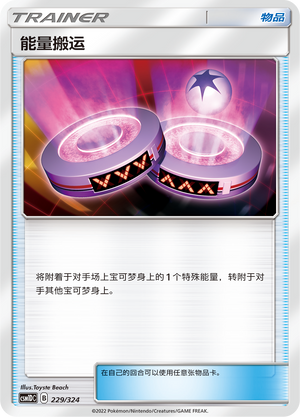 TRAINER 物品
能量搬运
将附着于对手场上宝可梦身上的1个特殊能量，转附于对
手其他宝可梦身上。
在自己的回合可以使用任意张物品卡。
Illus.Tayste Beach
CSM1DC B 229/324
©2022 Pokémon/Nintendo/Creatures/GAME FREAK.